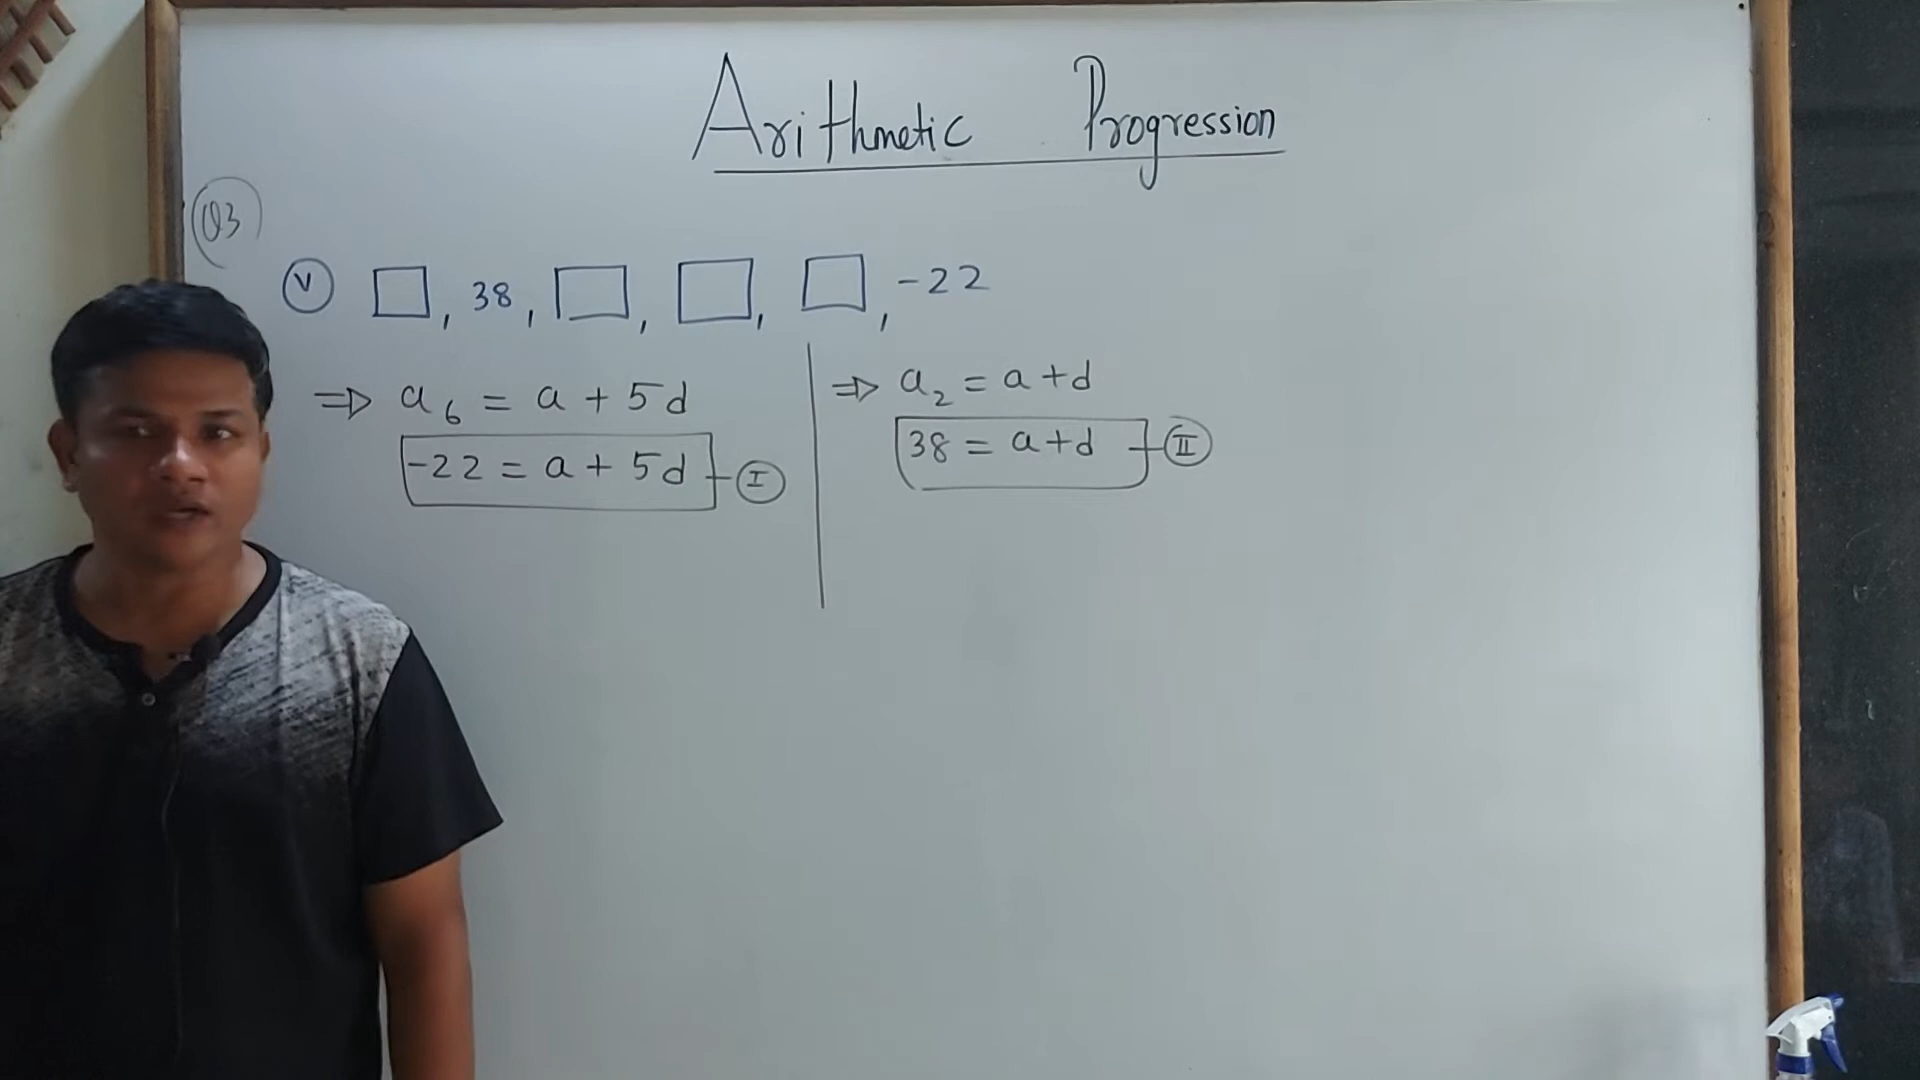 Arithmetic Progression
Q3
V □, 38, □, □, □, -22
⇒ a₆ = a + 5d
-22 = a + 5d - I
⇒ a₂ = a + d
38 = a + d - II